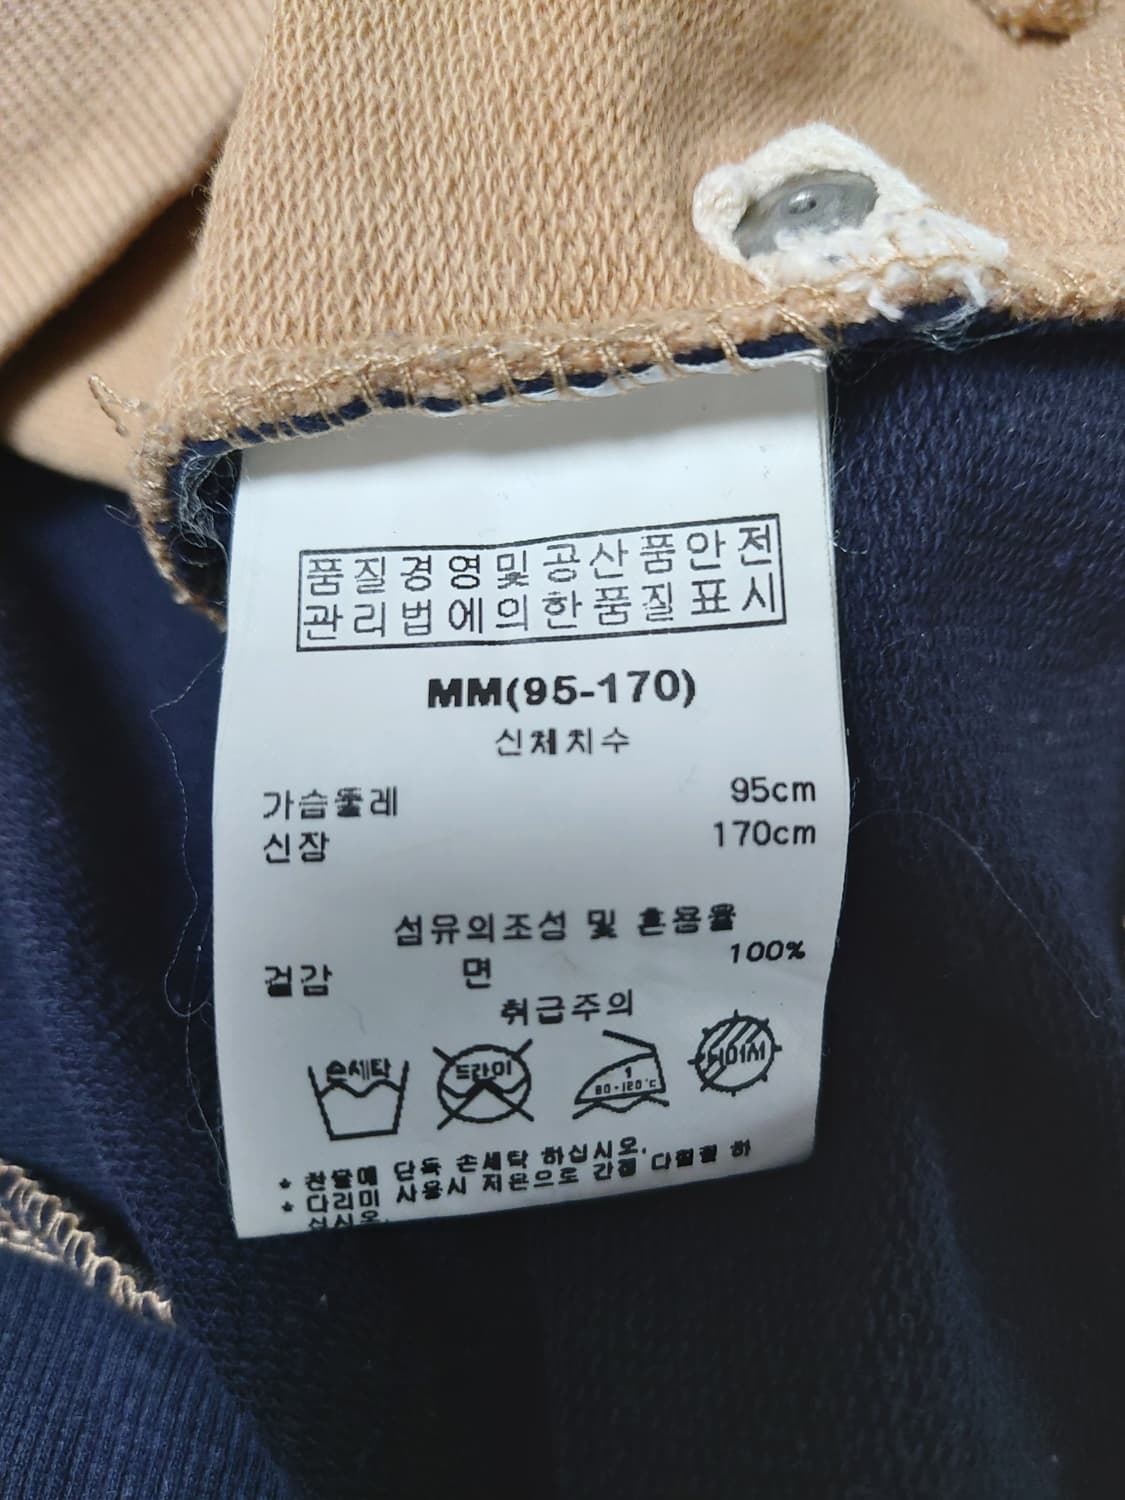 품질경영및공산품안전
관리법에의한품질표시
MM(95-170)
신체치수
가슴둘레 95cm
신장 170cm
섬유의조성 및 혼용율
겉감 면 100%
취급주의
손세탁 드라이 1 80-120℃
* 찬물에 단독 손세탁 하십시오.
* 다리미 사용시 저온으로 간접 다림질 하
십시오.